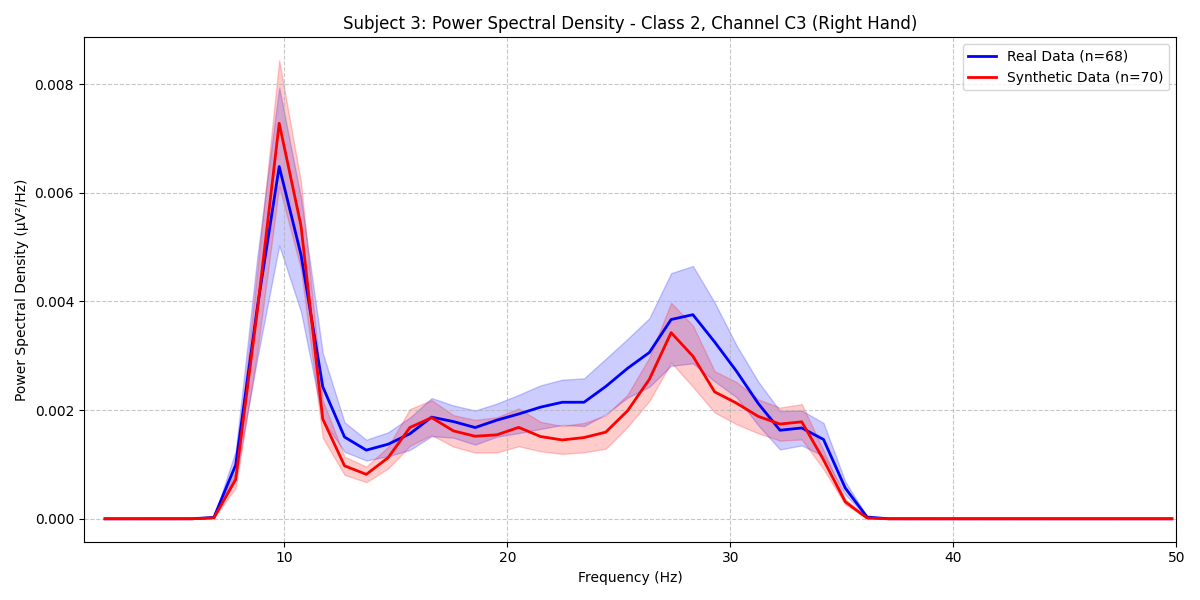 Subject 3: Power Spectral Density - Class 2, Channel C3 (Right Hand)
Real Data (n=68)
Synthetic Data (n=70)
Power Spectral Density (μV²/Hz)
0.008
0.006
0.004
0.002
0.000
10 20 30 40 50
Frequency (Hz)